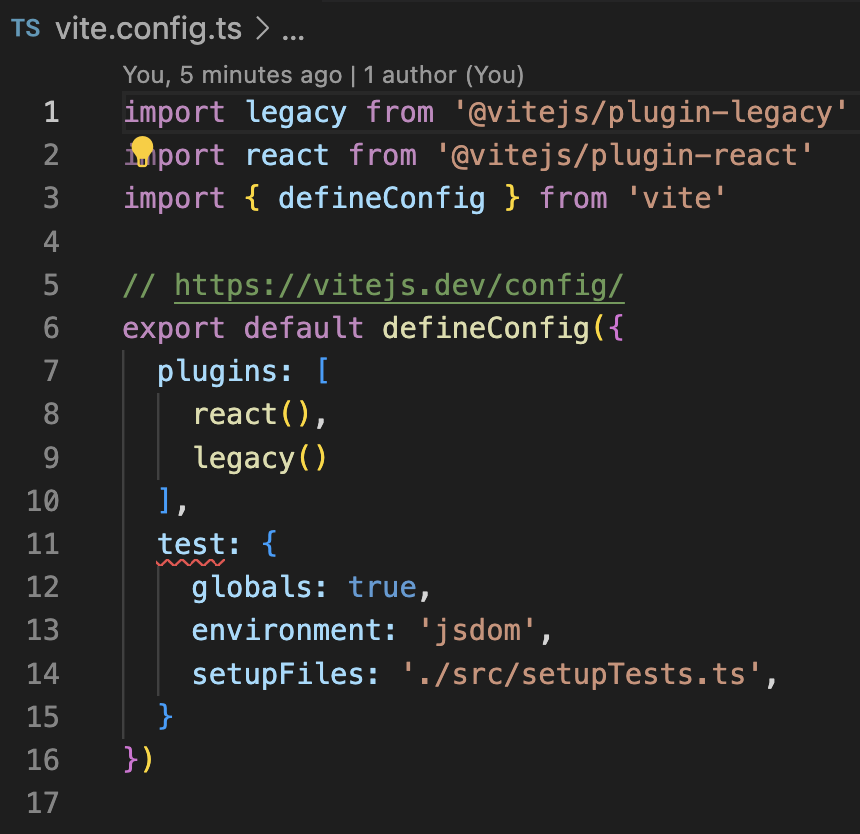 TS vite.config.ts > ...
You, 5 minutes ago | 1 author (You)
1 import legacy from '@vitejs/plugin-legacy'
2 import react from '@vitejs/plugin-react'
3 import { defineConfig } from 'vite'
4
5 // https://vitejs.dev/config/
6 export default defineConfig({
7   plugins: [
8     react(),
9     legacy()
10   ],
11   test: {
12     globals: true,
13     environment: 'jsdom',
14     setupFiles: './src/setupTests.ts',
15   }
16 })
17